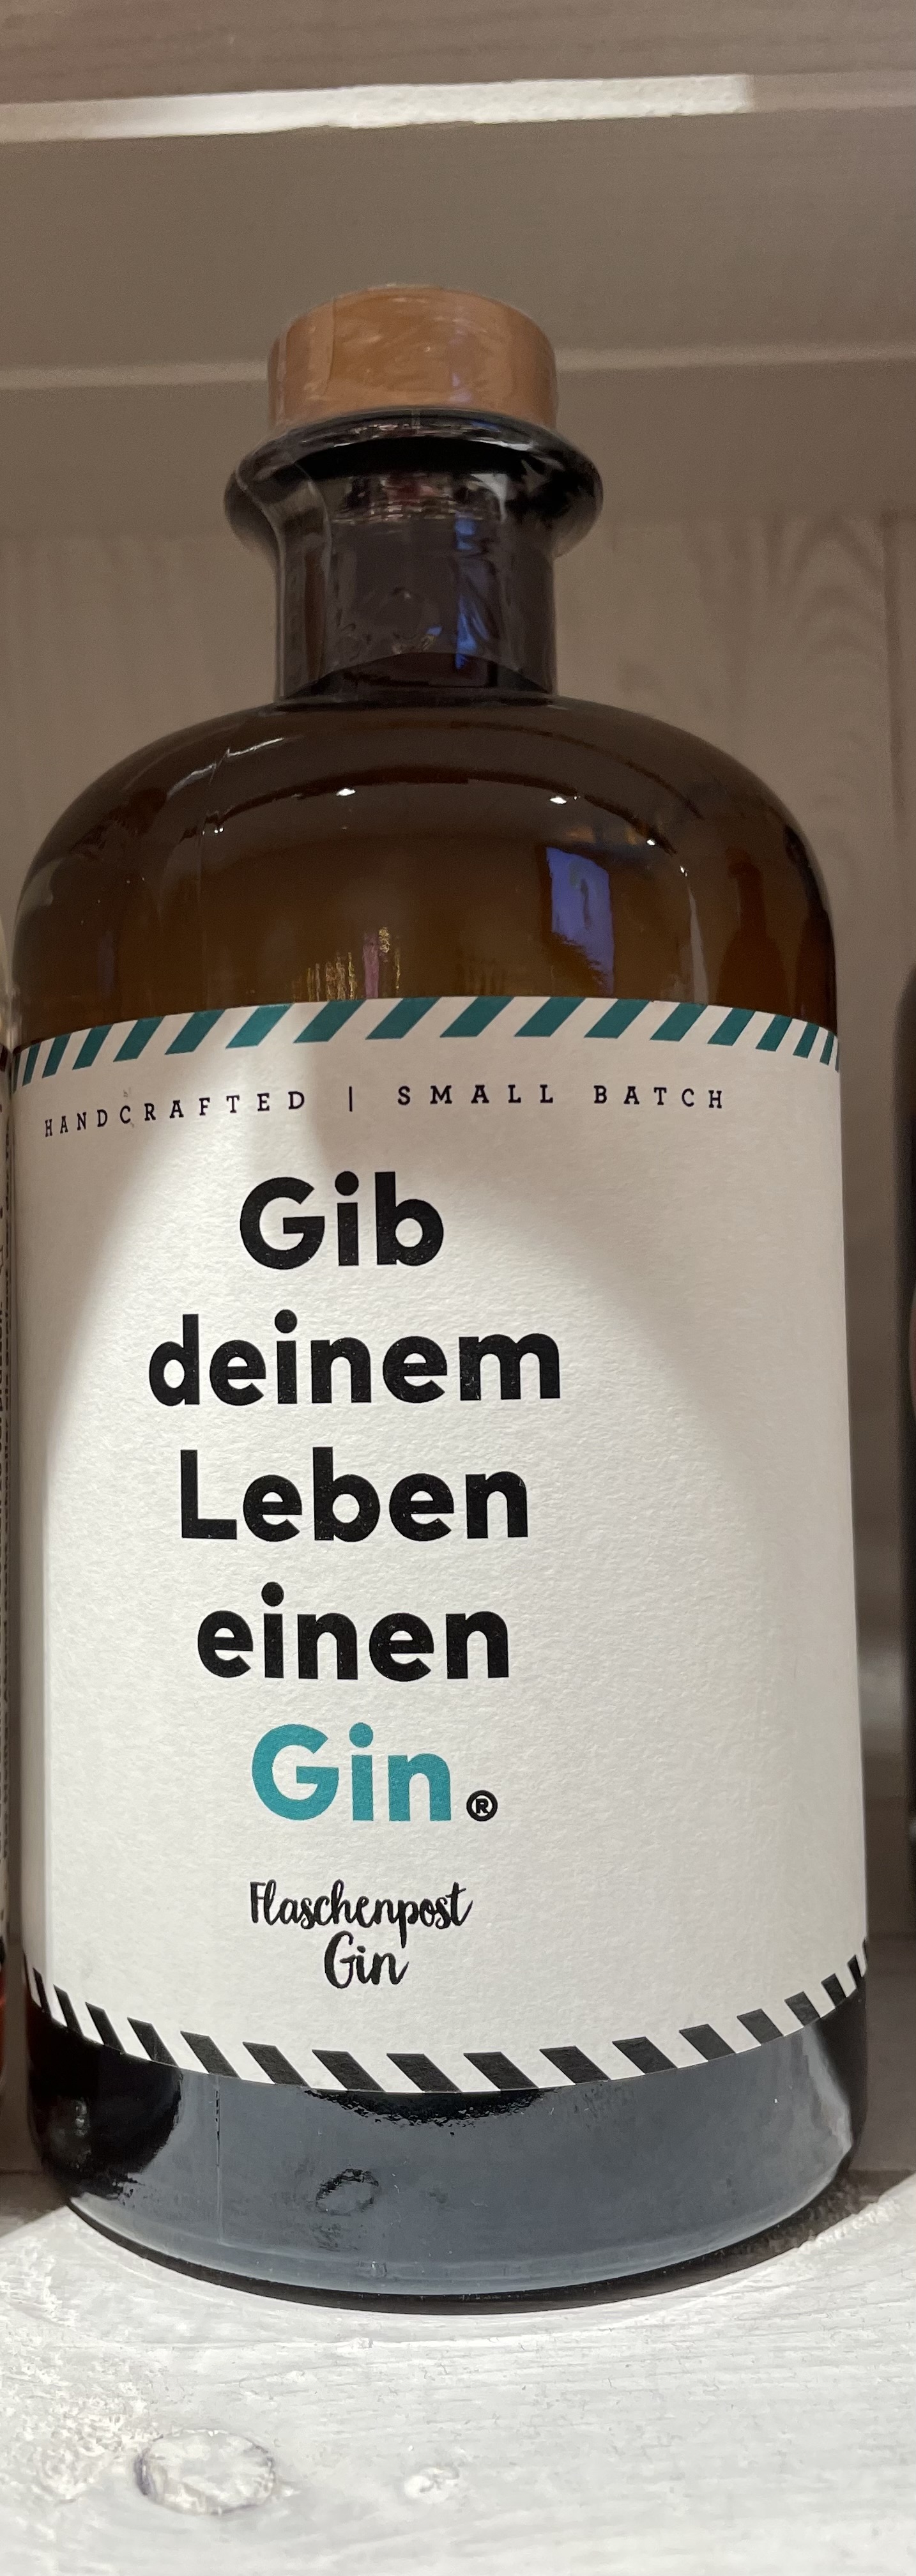 HANDCRAFTED | SMALL BATCH
Gib
deinem
Leben
einen
Gin.®
Flaschenpost
Gin